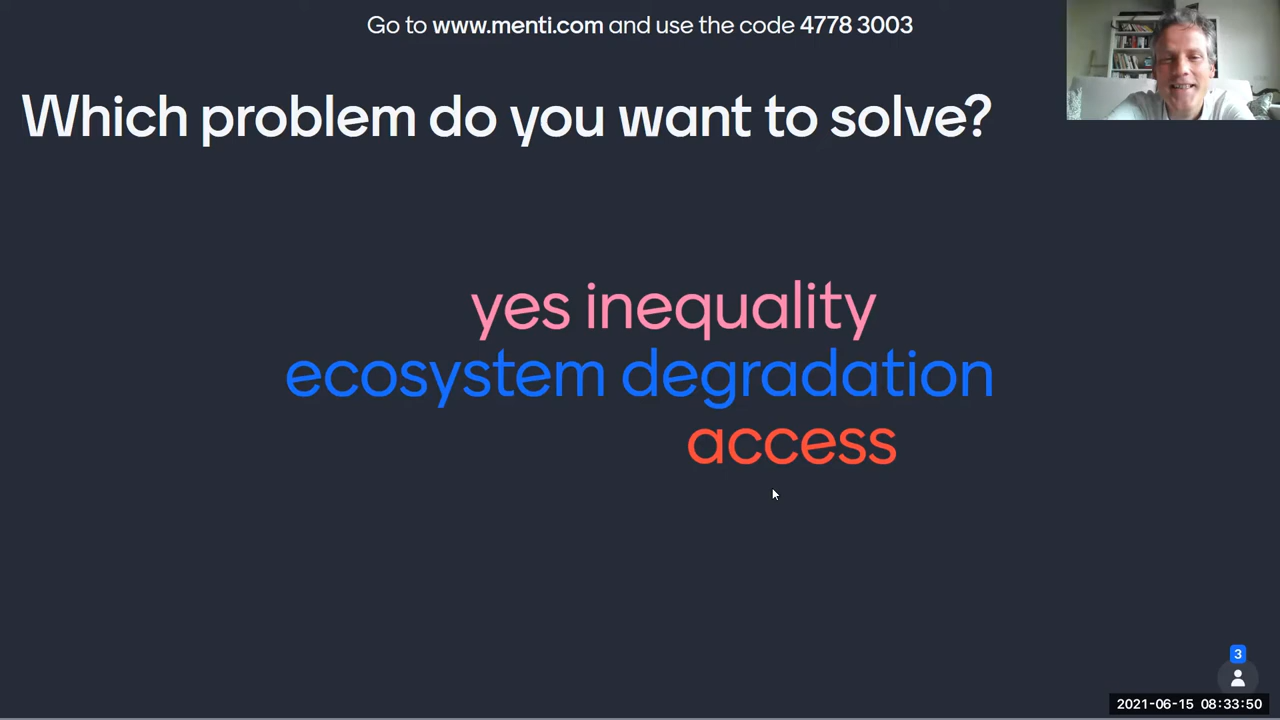 Go to www.menti.com and use the code 4778 3003
Which problem do you want to solve?
yes inequality
ecosystem degradation
access
3
2021-06-15 08:33:50